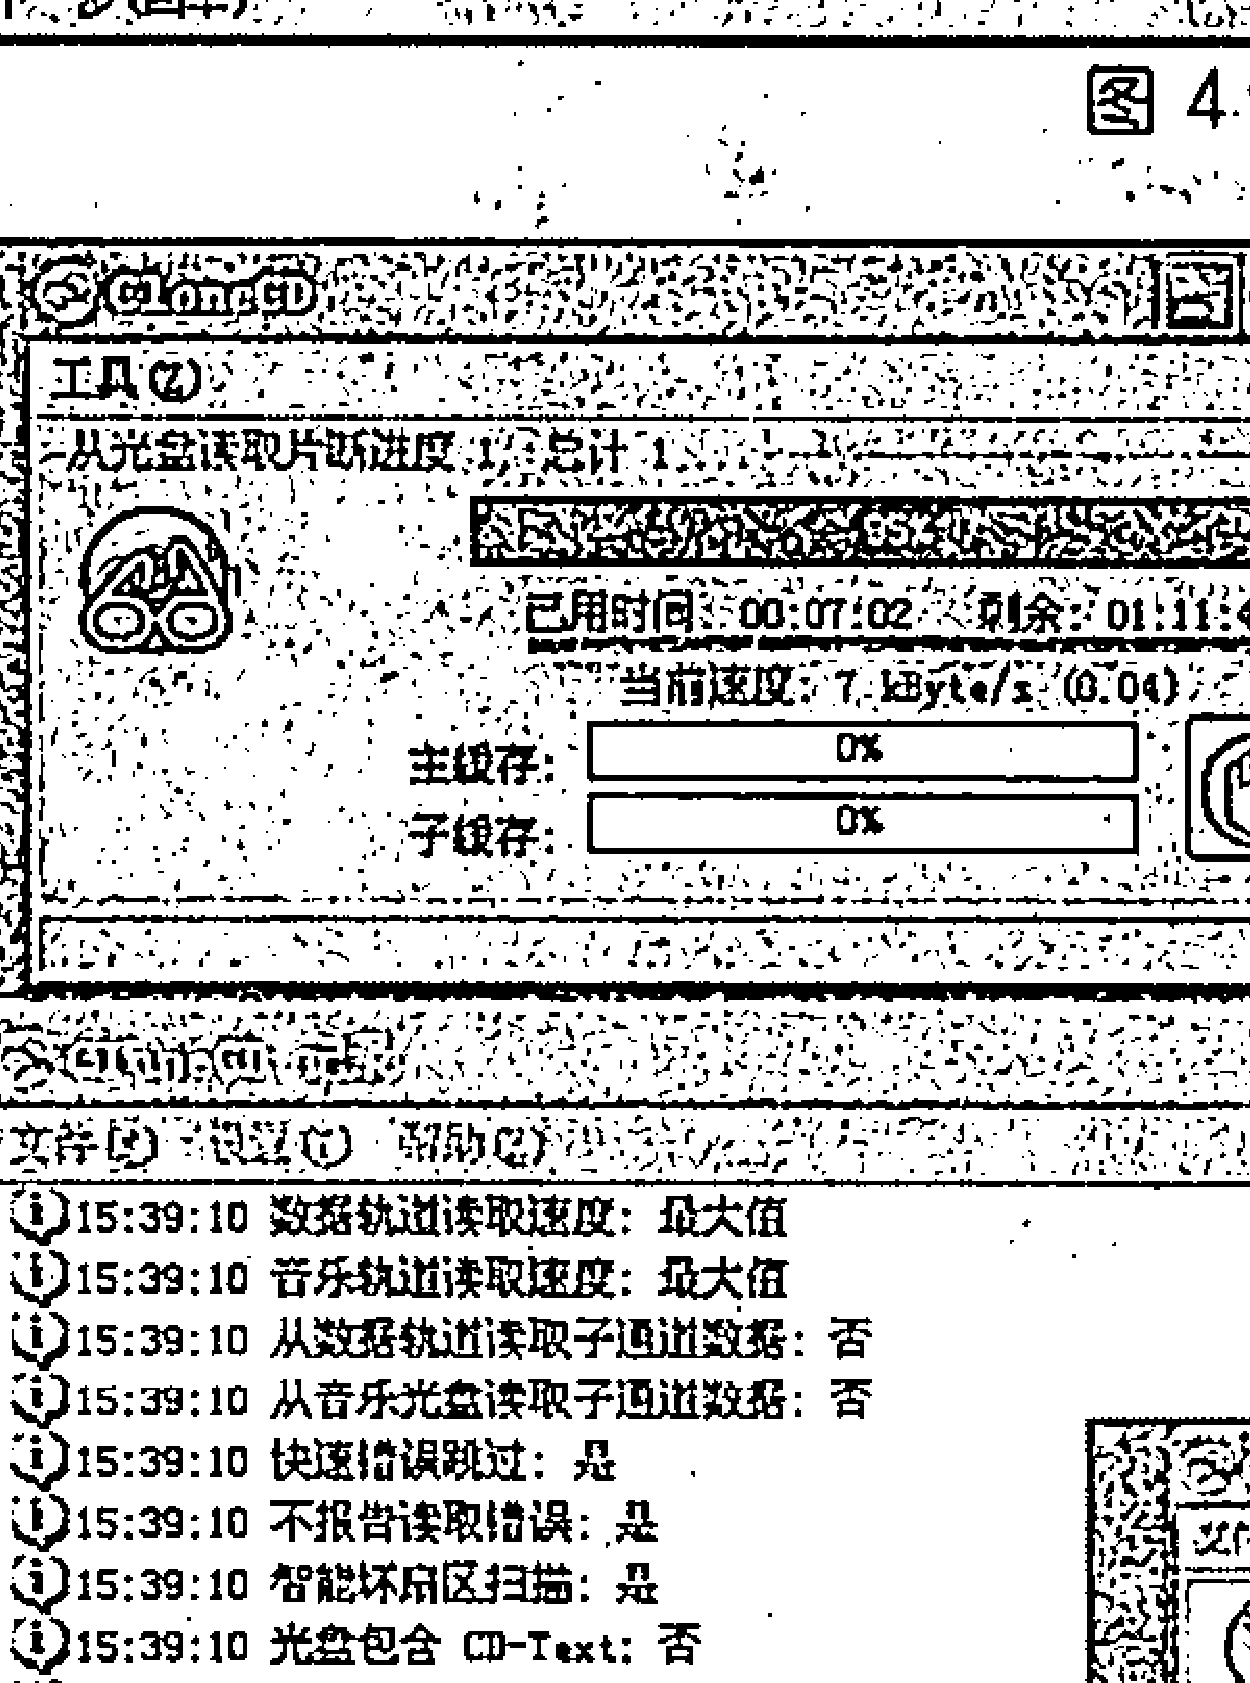 图 4.
CloneCD
工具(Z)
从光盘读取片断进度 1, 总计 1...
已用时间: 00:07:02 剩余: 01:11:4
当前速度: 7 kByte/s (0.04)
主缓存: 0%
子缓存: 0%
CloneCD
文件 帮助
15:39:10 数据轨道读取速度: 最大值
15:39:10 音乐轨道读取速度: 最大值
15:39:10 从数据轨道读取子通道数据: 否
15:39:10 从音乐光盘读取子通道数据: 否
15:39:10 快速错误跳过: 是
15:39:10 不报告读取错误: 是
15:39:10 智能坏扇区扫描: 是
15:39:10 光盘包含 CD-Text: 否